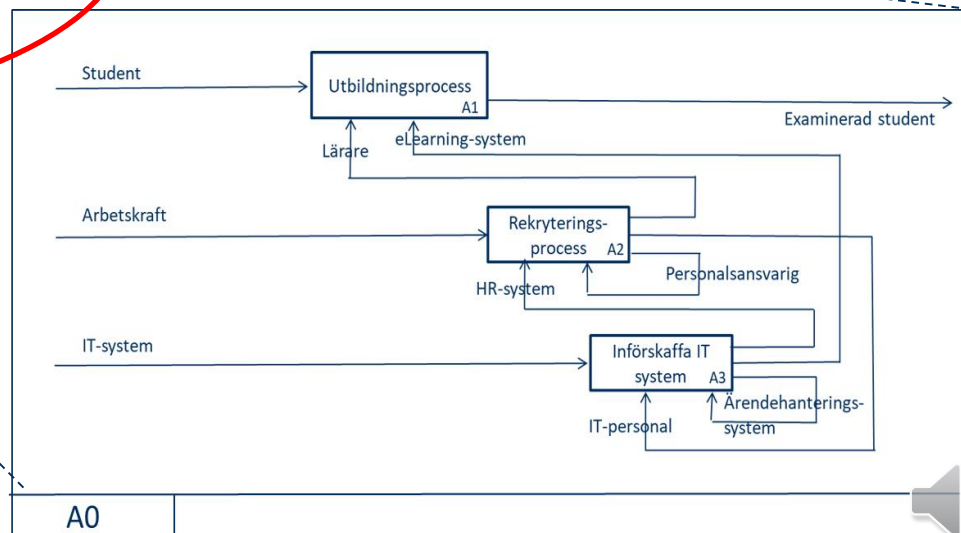 Student
Utbildningsprocess
A1
Examinerad student
Lärare
eLearning-system
Arbetskraft
Rekryterings-
process A2
Personalsansvarig
HR-system
IT-system
Införskaffa IT
system A3
Ärendehanterings-
system
IT-personal
A0